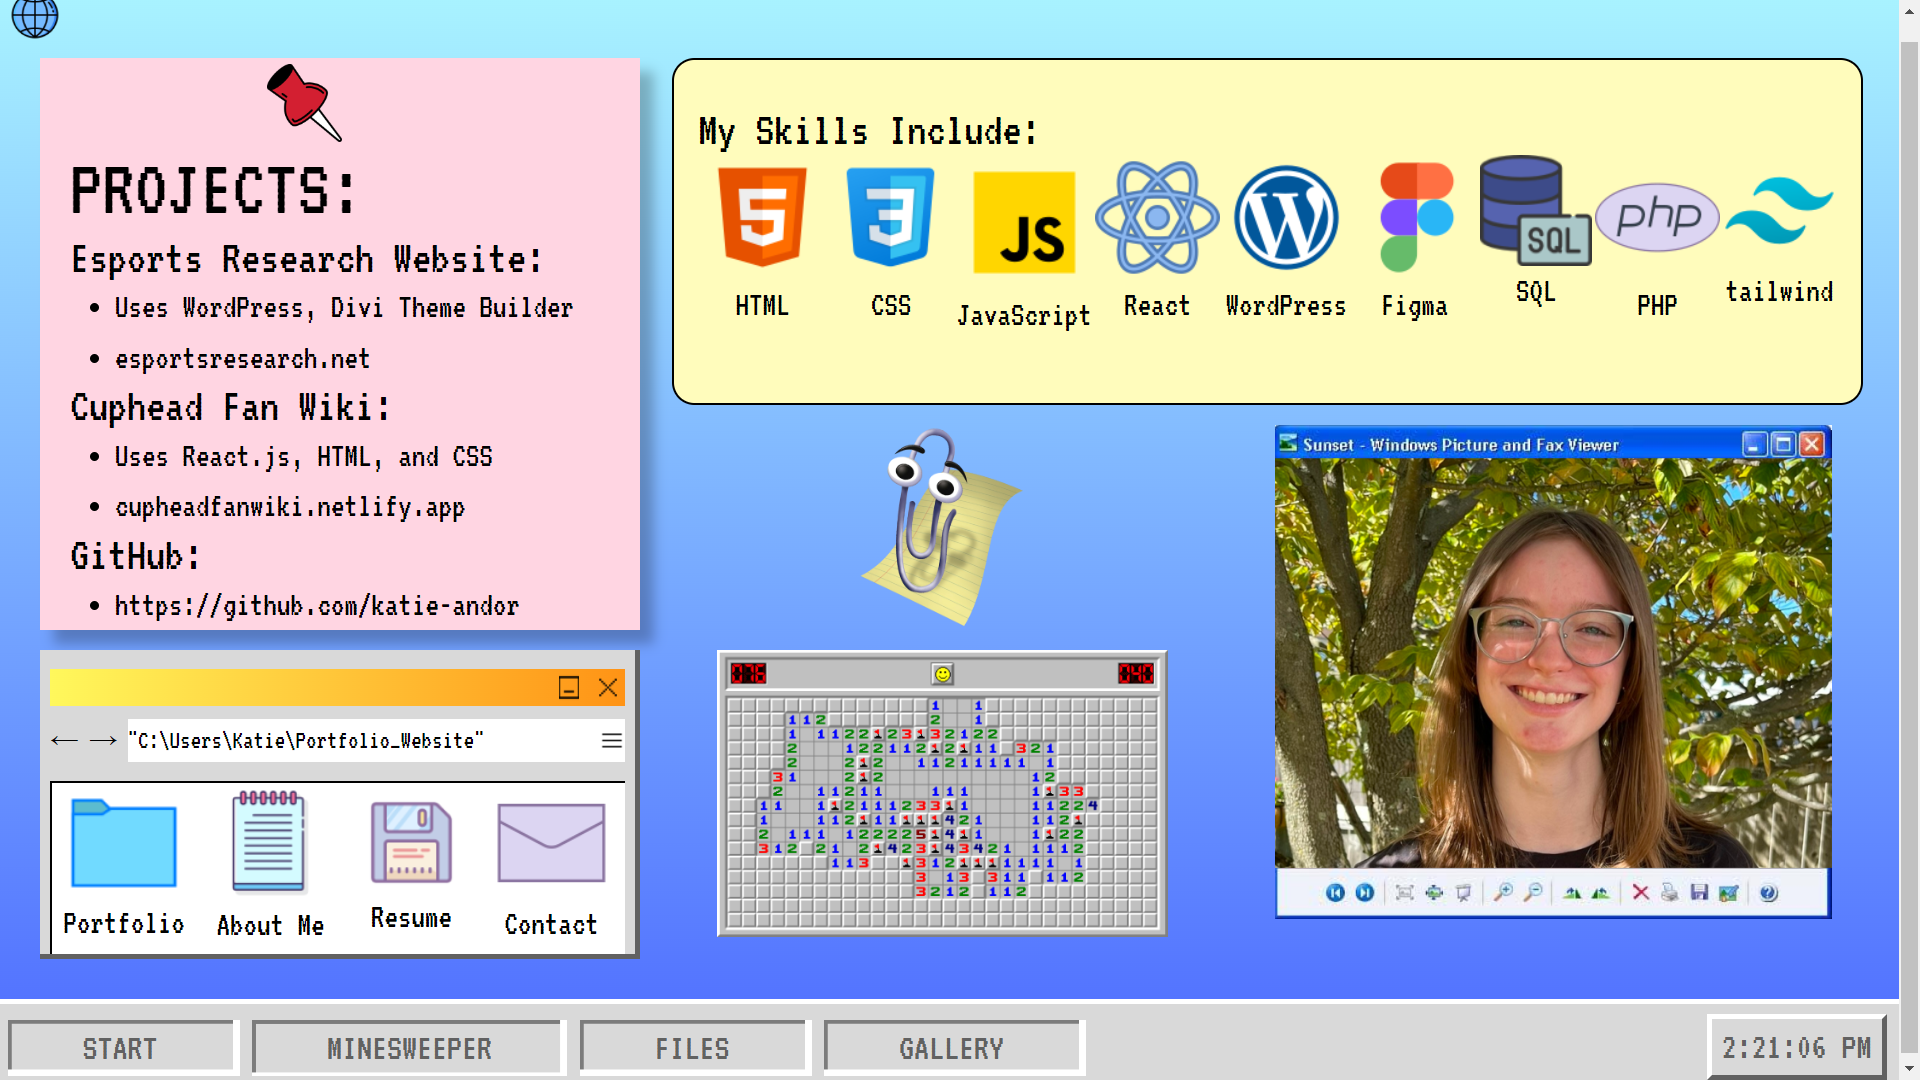 PROJECTS:
Esports Research Website:
Uses WordPress, Divi Theme Builder
esportsresearch.net
Cuphead Fan Wiki:
Uses React.js, HTML, and CSS
cupheadfanwiki.netlify.app
GitHub:
https://github.com/katie-andor
My Skills Include:
5
3
JS
W
SQL
php
HTML
CSS
JavaScript
React
WordPress
Figma
SQL
PHP
tailwind
Sunset - Windows Picture and Fax Viewer
"C:\Users\Katie\Portfolio_Website"
Portfolio
About Me
Resume
Contact
076
040
START
MINESWEEPER
FILES
GALLERY
2:21:06 PM